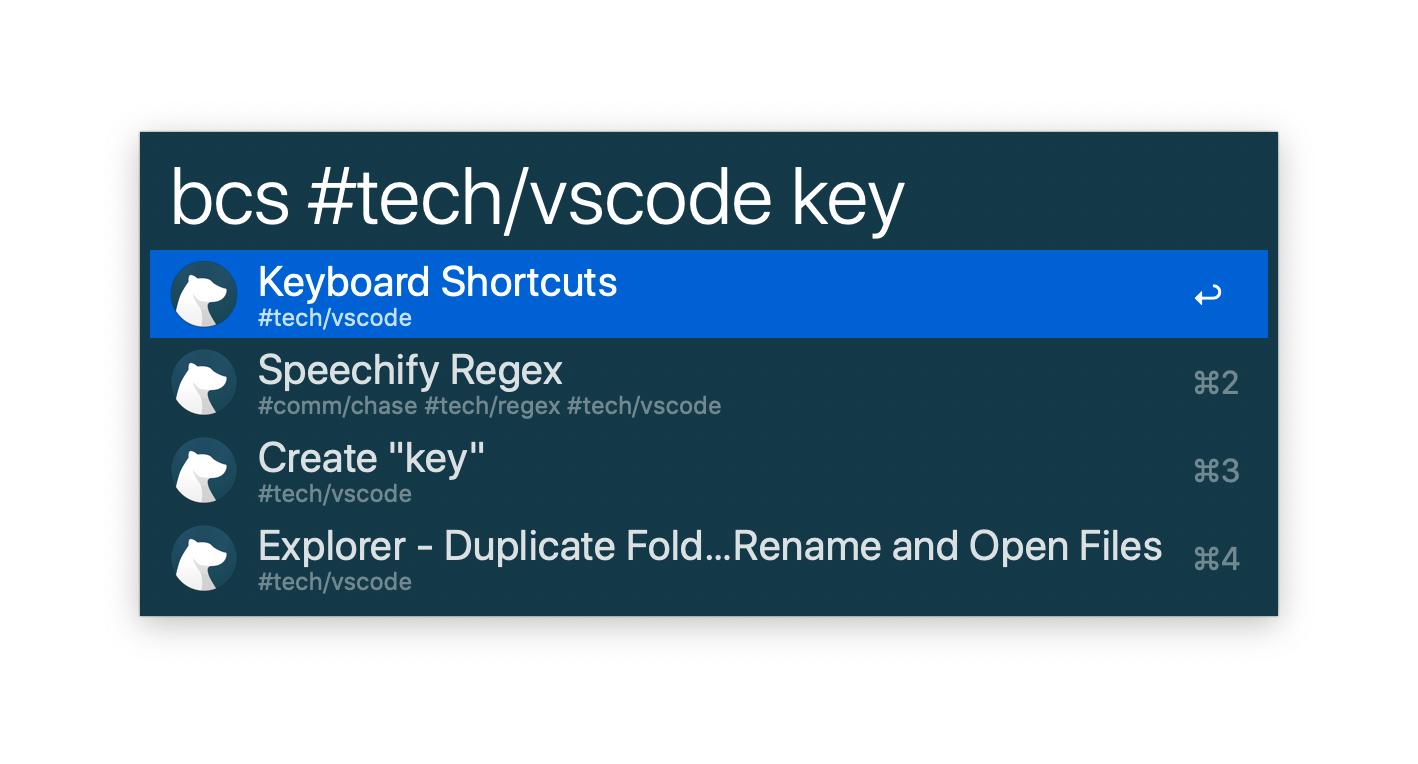 bcs #tech/vscode key
Keyboard Shortcuts
#tech/vscode
Speechify Regex
⌘2
#comm/chase #tech/regex #tech/vscode
Create "key"
⌘3
#tech/vscode
Explorer - Duplicate Fold...Rename and Open Files
⌘4
#tech/vscode